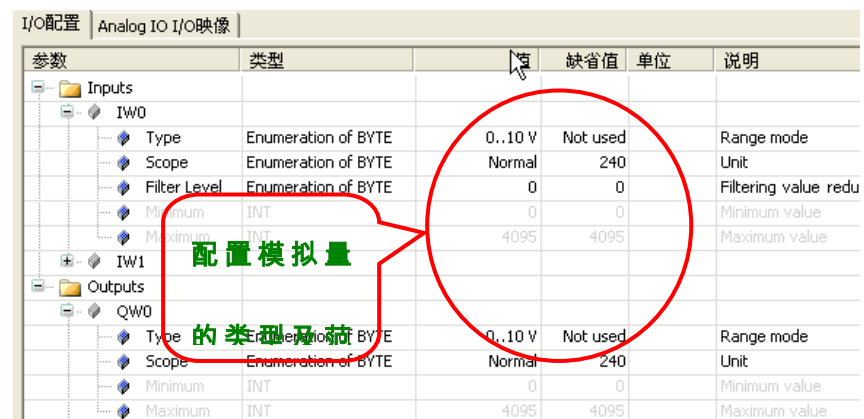 I/O配置 Analog IO I/O映像
参数 类型 值 缺省值 单位 说明
Inputs
IW0
Type Enumeration of BYTE 0..10 V Not used Range mode
Scope Enumeration of BYTE Normal 240 Unit
Filter Level Enumeration of BYTE 0 0 Filtering value redu
Minimum INT 0 0 Minimum value
Maximum INT 4095 4095 Maximum value
IW1
配置模拟量
Outputs
QW0
Type Enumeration of BYTE 0..10 V Not used Range mode
的类型及范
Scope Enumeration of BYTE Normal 240 Unit
Minimum INT 0 0 Minimum value
Maximum INT 4095 4095 Maximum value